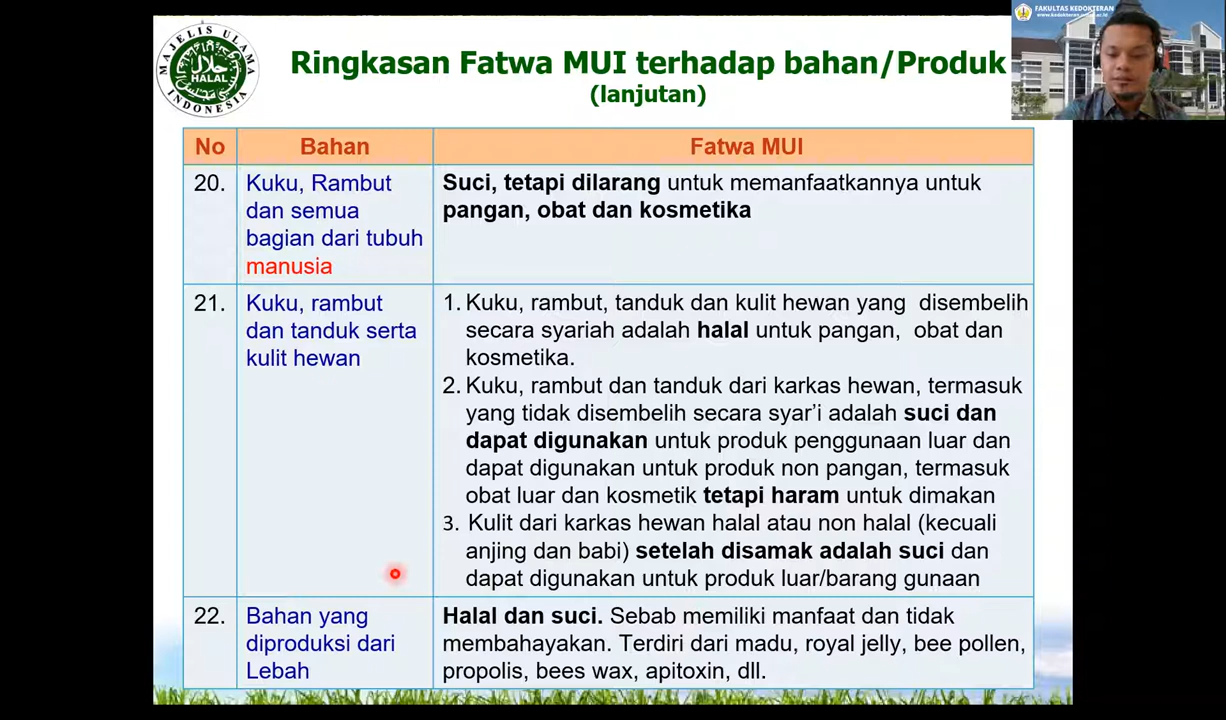 FAKULTAS KEDOKTERAN
MAJELIS ULAMA
HALAL
INDONESIA
Ringkasan Fatwa MUI terhadap bahan/Produk
(lanjutan)
No Bahan Fatwa MUI
20. Kuku, Rambut
dan semua
bagian dari tubuh
manusia
Suci, tetapi dilarang untuk memanfaatkannya untuk
pangan, obat dan kosmetika
21. Kuku, rambut
dan tanduk serta
kulit hewan
1. Kuku, rambut, tanduk dan kulit hewan yang disembelih
secara syariah adalah halal untuk pangan, obat dan
kosmetika.
2. Kuku, rambut dan tanduk dari karkas hewan, termasuk
yang tidak disembelih secara syar’i adalah suci dan
dapat digunakan untuk produk penggunaan luar dan
dapat digunakan untuk produk non pangan, termasuk
obat luar dan kosmetik tetapi haram untuk dimakan
3. Kulit dari karkas hewan halal atau non halal (kecuali
anjing dan babi) setelah disamak adalah suci dan
dapat digunakan untuk produk luar/barang gunaan
22. Bahan yang
diproduksi dari
Lebah
Halal dan suci. Sebab memiliki manfaat dan tidak
membahayakan. Terdiri dari madu, royal jelly, bee pollen,
propolis, bees wax, apitoxin, dll.